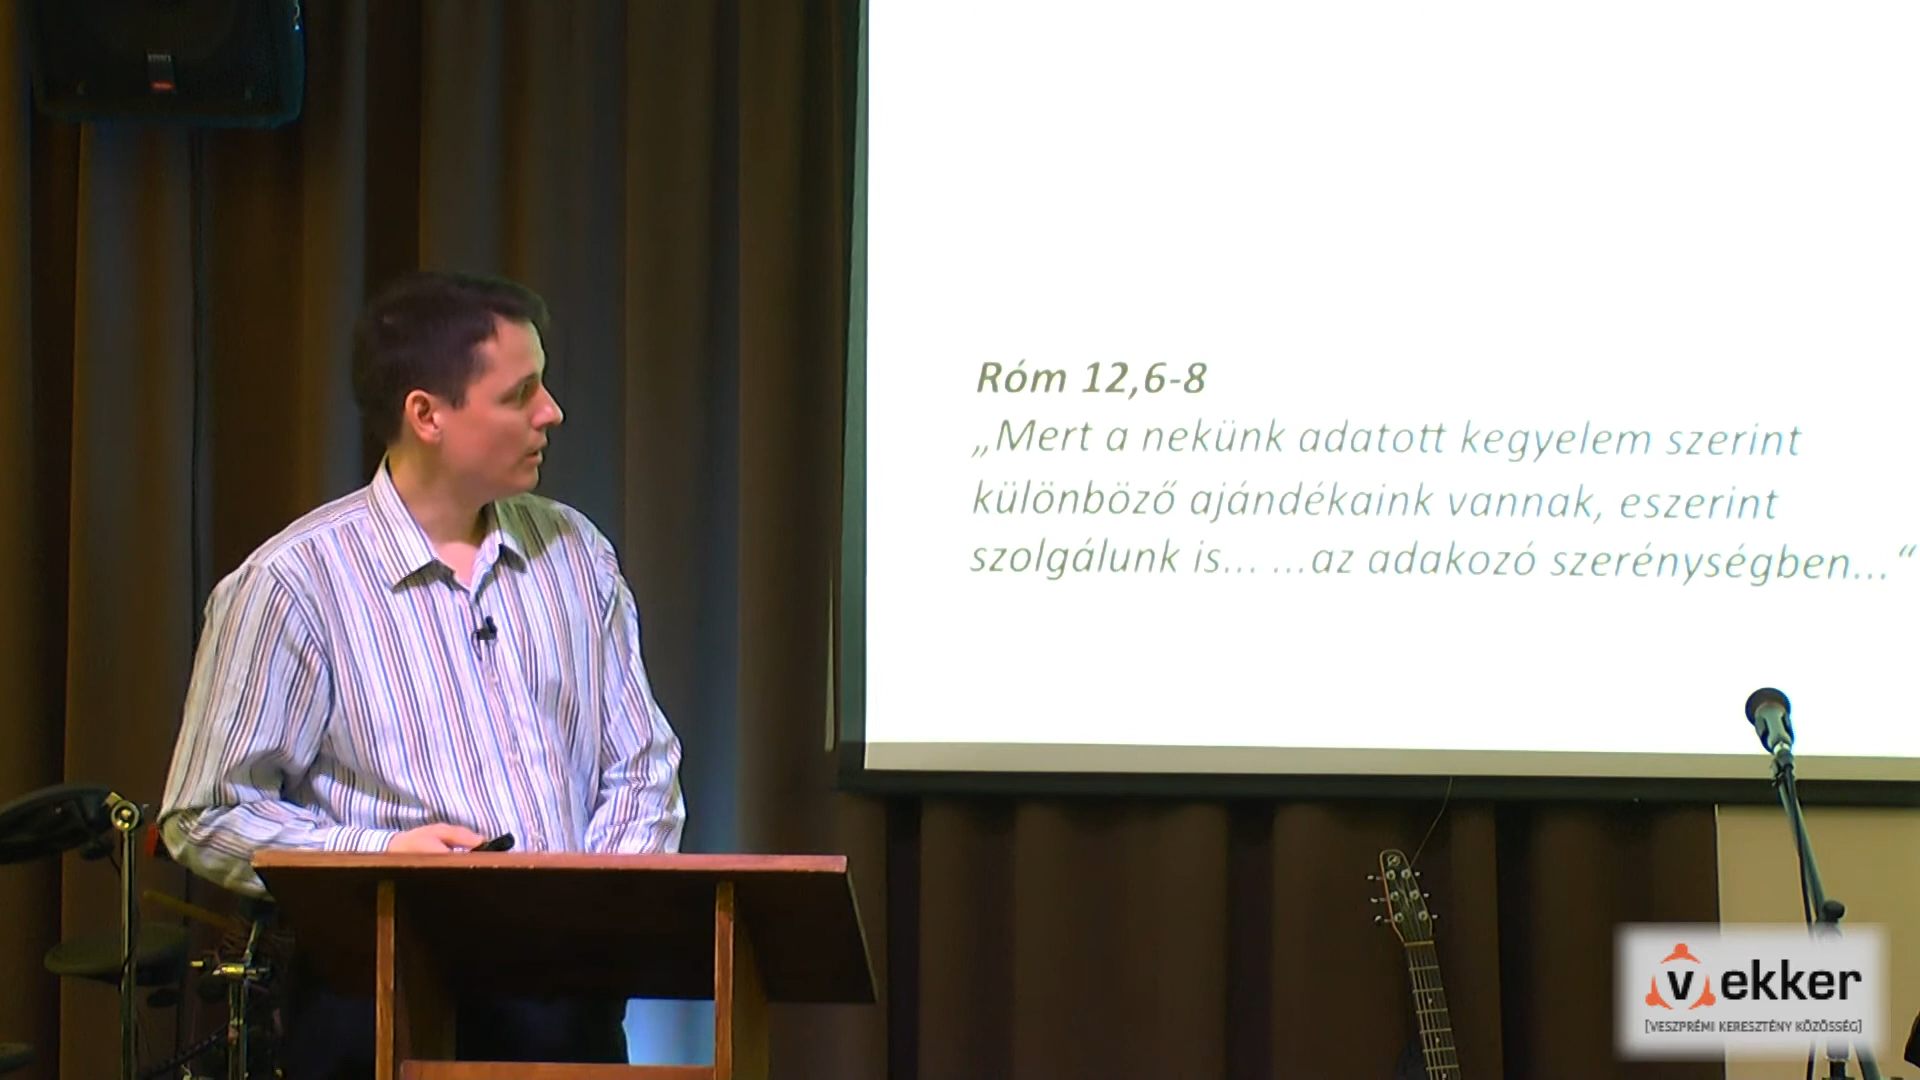 Róm 12,6-8
„Mert a nekünk adatott kegyelem szerint
különböző ajándékaink vannak, eszerint
szolgálunk is... ...az adakozó szerénységben...“
vekker
[VESZPRÉMI KERESZTÉNY KÖZÖSSÉG]